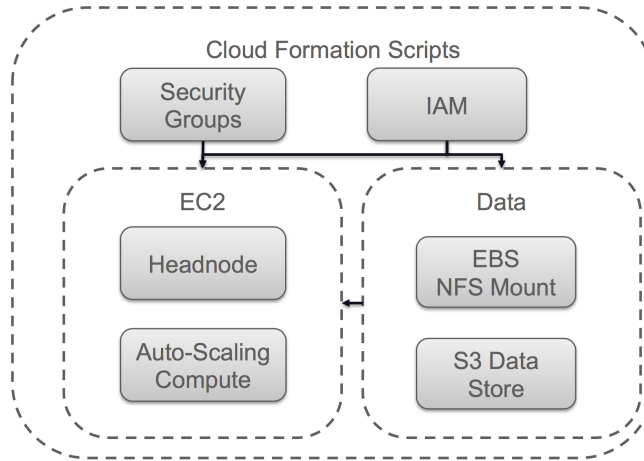 Cloud Formation Scripts
Security
Groups
IAM
EC2
Data
Headnode
EBS
NFS Mount
Auto-Scaling
Compute
S3 Data
Store